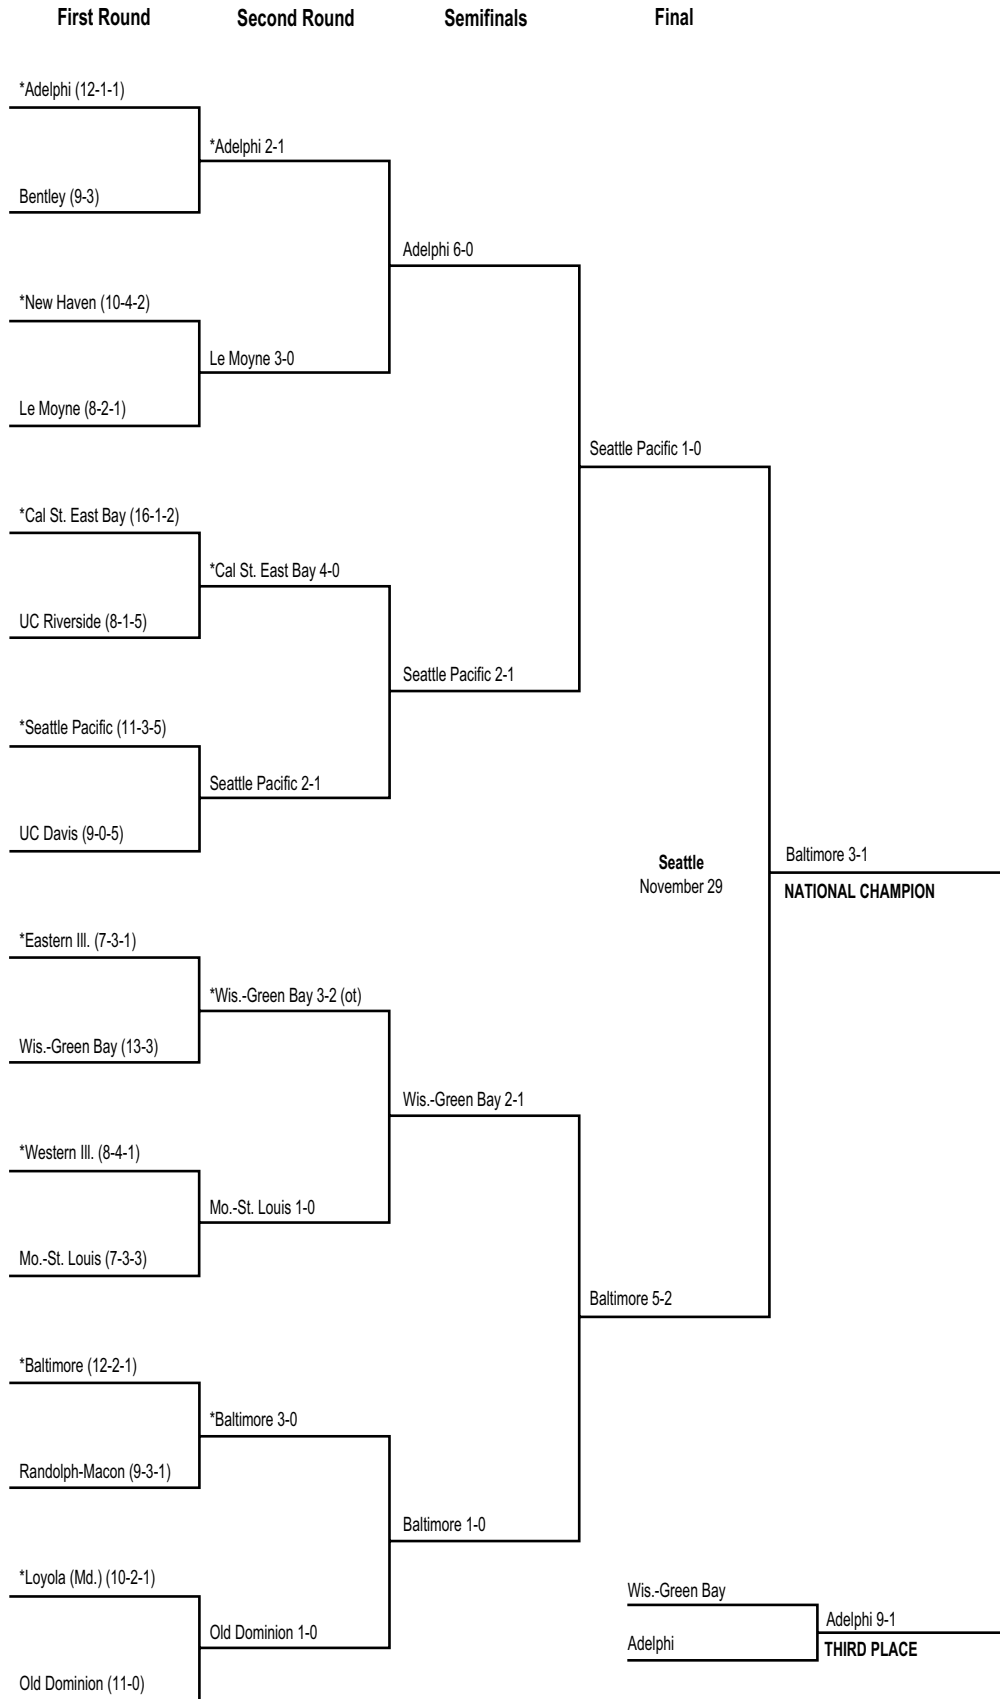 First Round
Second Round
Semifinals
Final
*Adelphi (12-1-1)
*Adelphi 2-1
Bentley (9-3)
Adelphi 6-0
*New Haven (10-4-2)
Le Moyne 3-0
Le Moyne (8-2-1)
Seattle Pacific 1-0
*Cal St. East Bay (16-1-2)
*Cal St. East Bay 4-0
UC Riverside (8-1-5)
Seattle Pacific 2-1
*Seattle Pacific (11-3-5)
Seattle Pacific 2-1
UC Davis (9-0-5)
Seattle
November 29
Baltimore 3-1
NATIONAL CHAMPION
*Eastern Ill. (7-3-1)
*Wis.-Green Bay 3-2 (ot)
Wis.-Green Bay (13-3)
Wis.-Green Bay 2-1
*Western Ill. (8-4-1)
Mo.-St. Louis 1-0
Mo.-St. Louis (7-3-3)
Baltimore 5-2
*Baltimore (12-2-1)
*Baltimore 3-0
Randolph-Macon (9-3-1)
Baltimore 1-0
*Loyola (Md.) (10-2-1)
Old Dominion 1-0
Old Dominion (11-0)
Wis.-Green Bay
Adelphi 9-1
Adelphi
THIRD PLACE